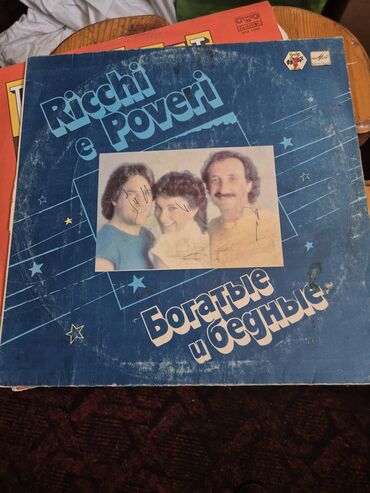 Ricchi
e Poveri
Богатые
и бедные